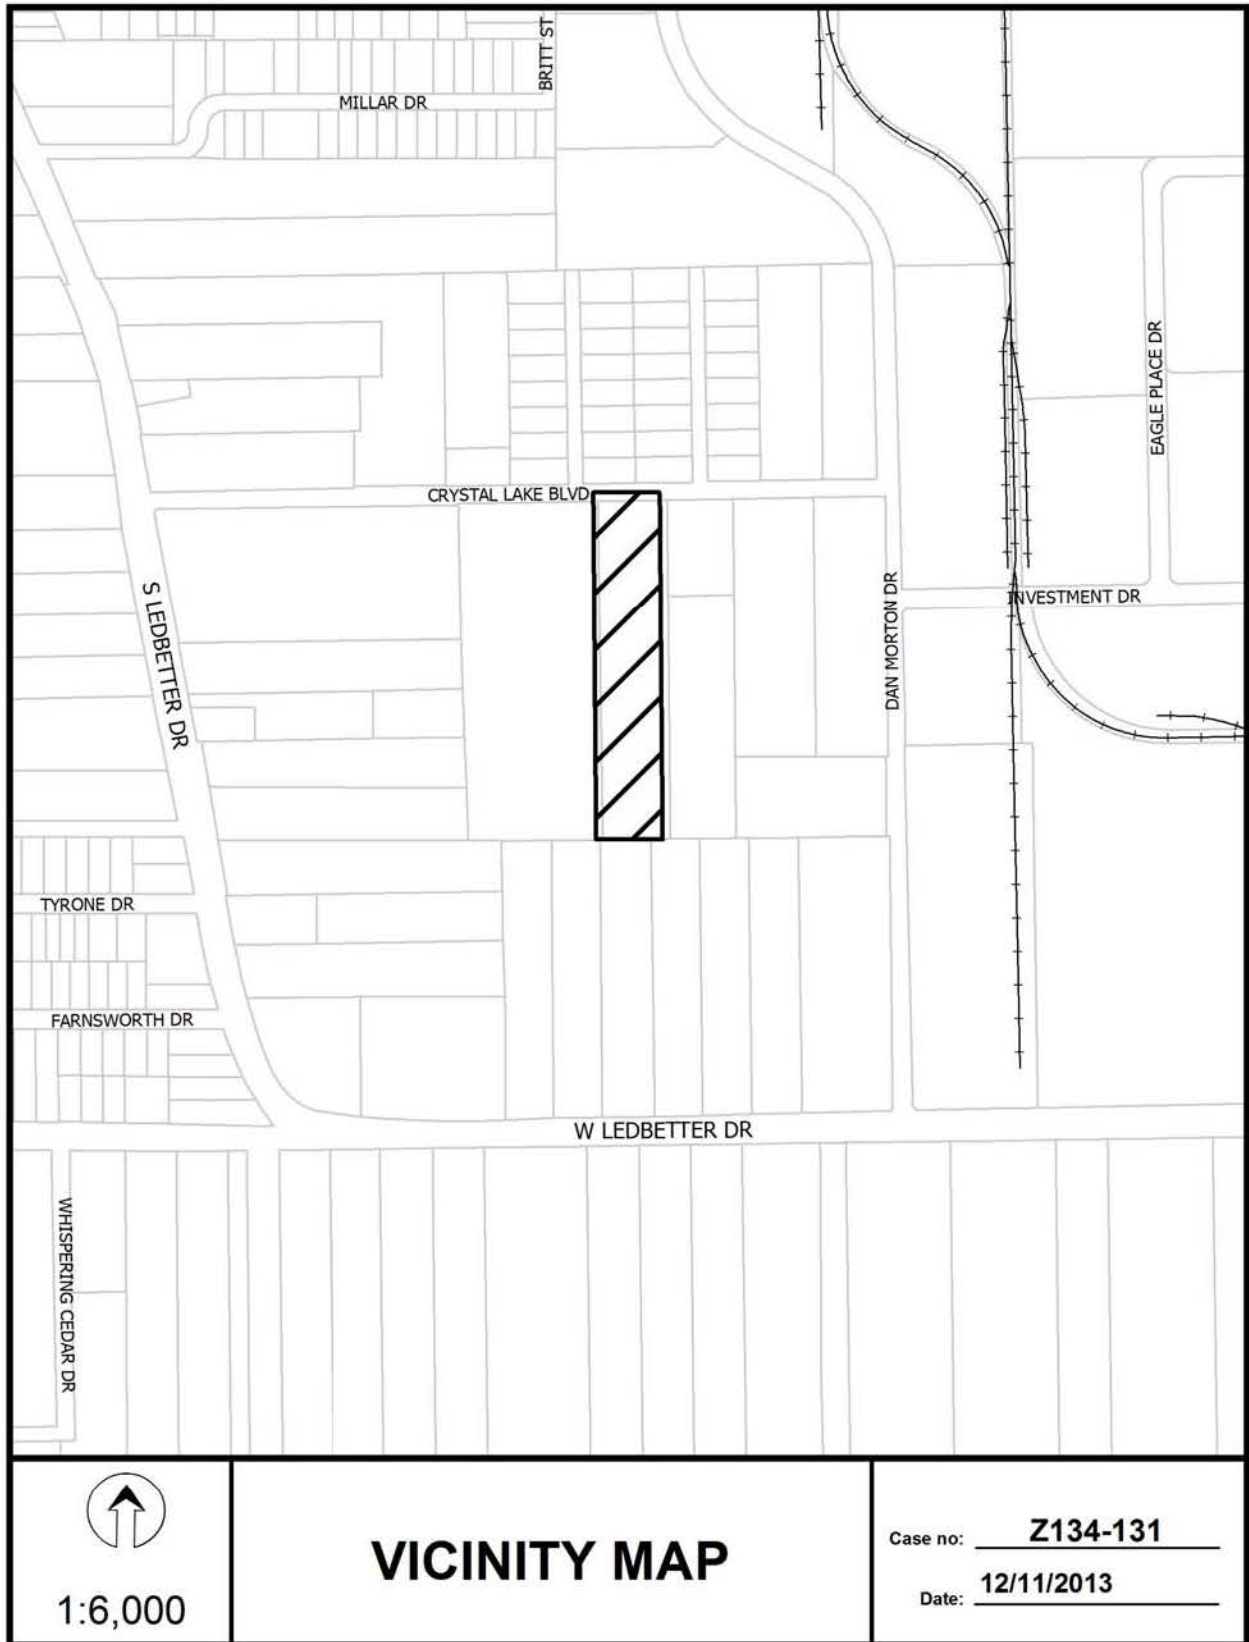 BRITT ST
MILLAR DR
EAGLE PLACE DR
CRYSTAL LAKE BLVD
S LEDBETTER DR
DAN MORTON DR
INVESTMENT DR
TYRONE DR
FARNSWORTH DR
W LEDBETTER DR
WHISPERING CEDAR DR
1:6,000
VICINITY MAP
Case no: Z134-131
Date: 12/11/2013